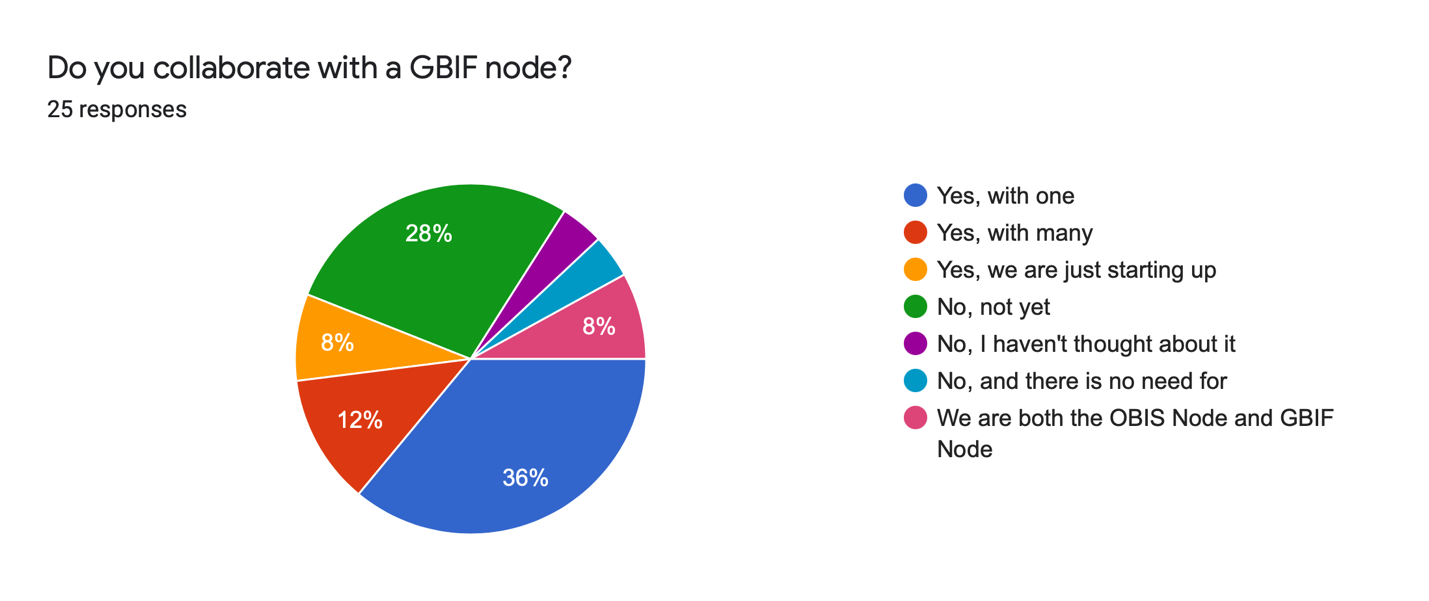 Do you collaborate with a GBIF node?
25 responses
28%
8%
8%
12%
36%
Yes, with one
Yes, with many
Yes, we are just starting up
No, not yet
No, I haven't thought about it
No, and there is no need for
We are both the OBIS Node and GBIF
Node